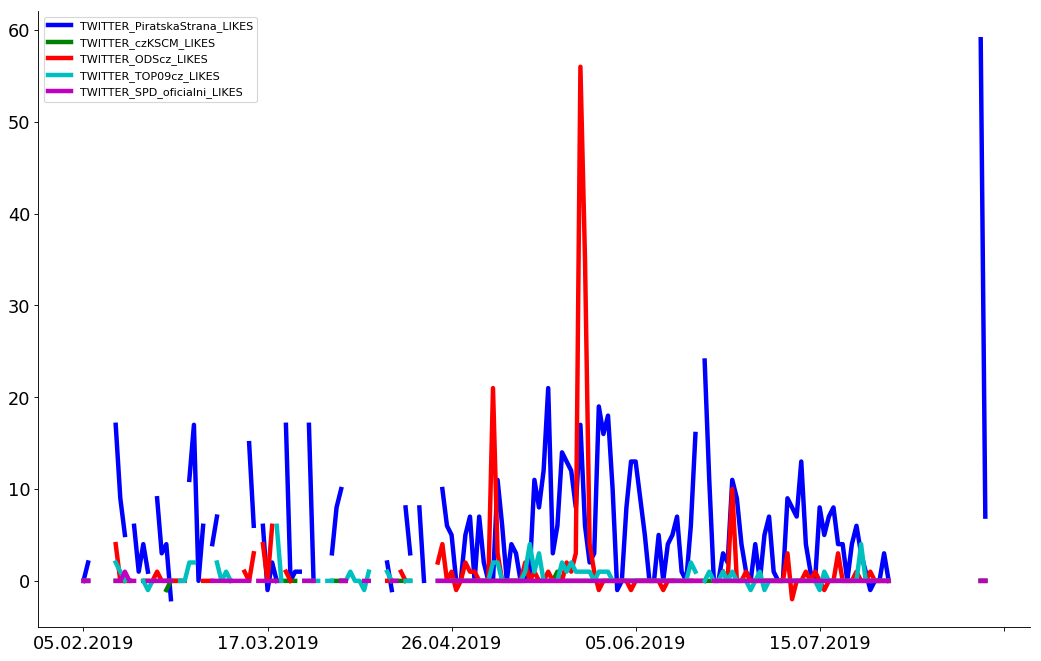 60
TWITTER_PiratskaStrana_LIKES
TWITTER_czKSCM_LIKES
TWITTER_ODScz_LIKES
TWITTER_TOP09cz_LIKES
TWITTER_SPD_oficialni_LIKES
50
40
30
20
10
0
05.02.2019 17.03.2019 26.04.2019 05.06.2019 15.07.2019